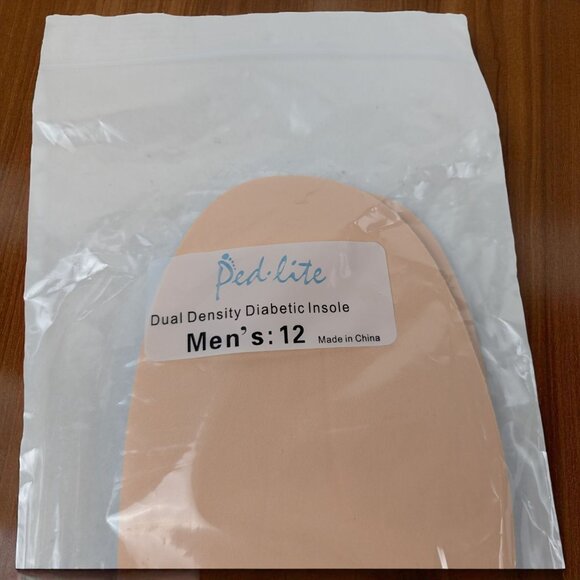 Ped·lite
Dual Density Diabetic Insole
Men's: 12 Made in China